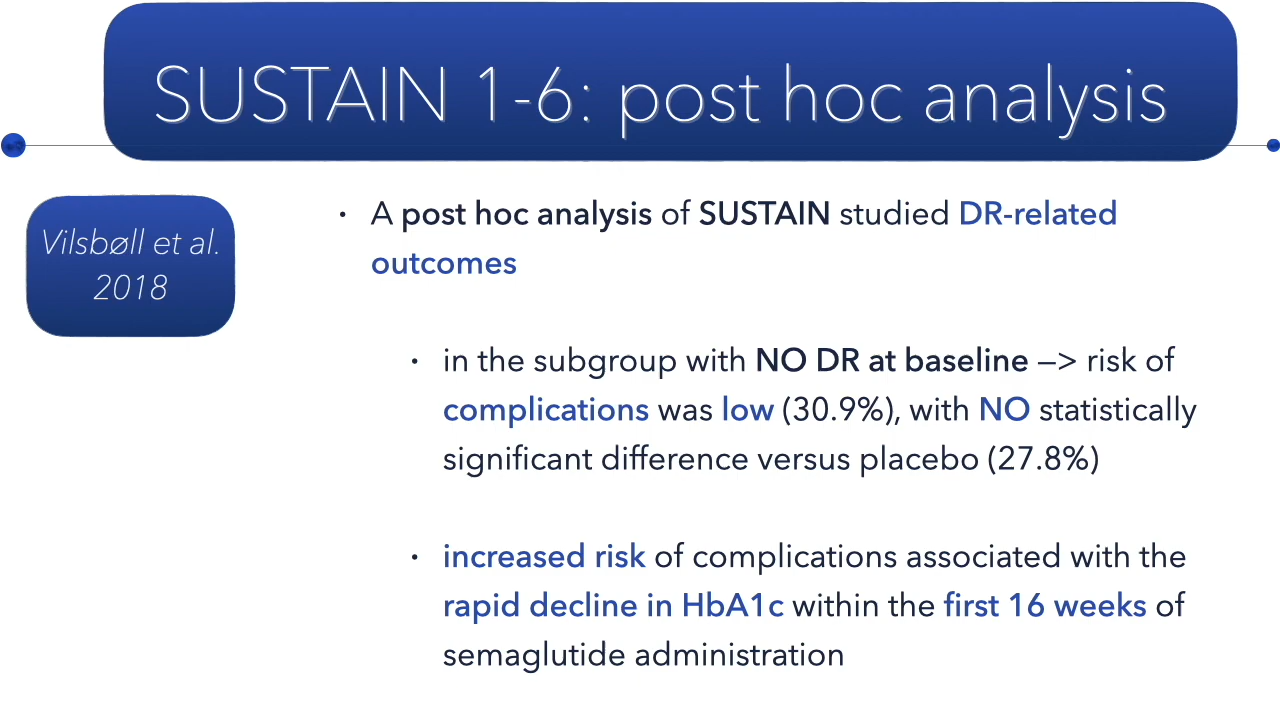 SUSTAIN 1-6: post hoc analysis
Vilsbøll et al.
2018
• A post hoc analysis of SUSTAIN studied DR-related
outcomes
• in the subgroup with NO DR at baseline —> risk of
complications was low (30.9%), with NO statistically
significant difference versus placebo (27.8%)
• increased risk of complications associated with the
rapid decline in HbA1c within the first 16 weeks of
semaglutide administration